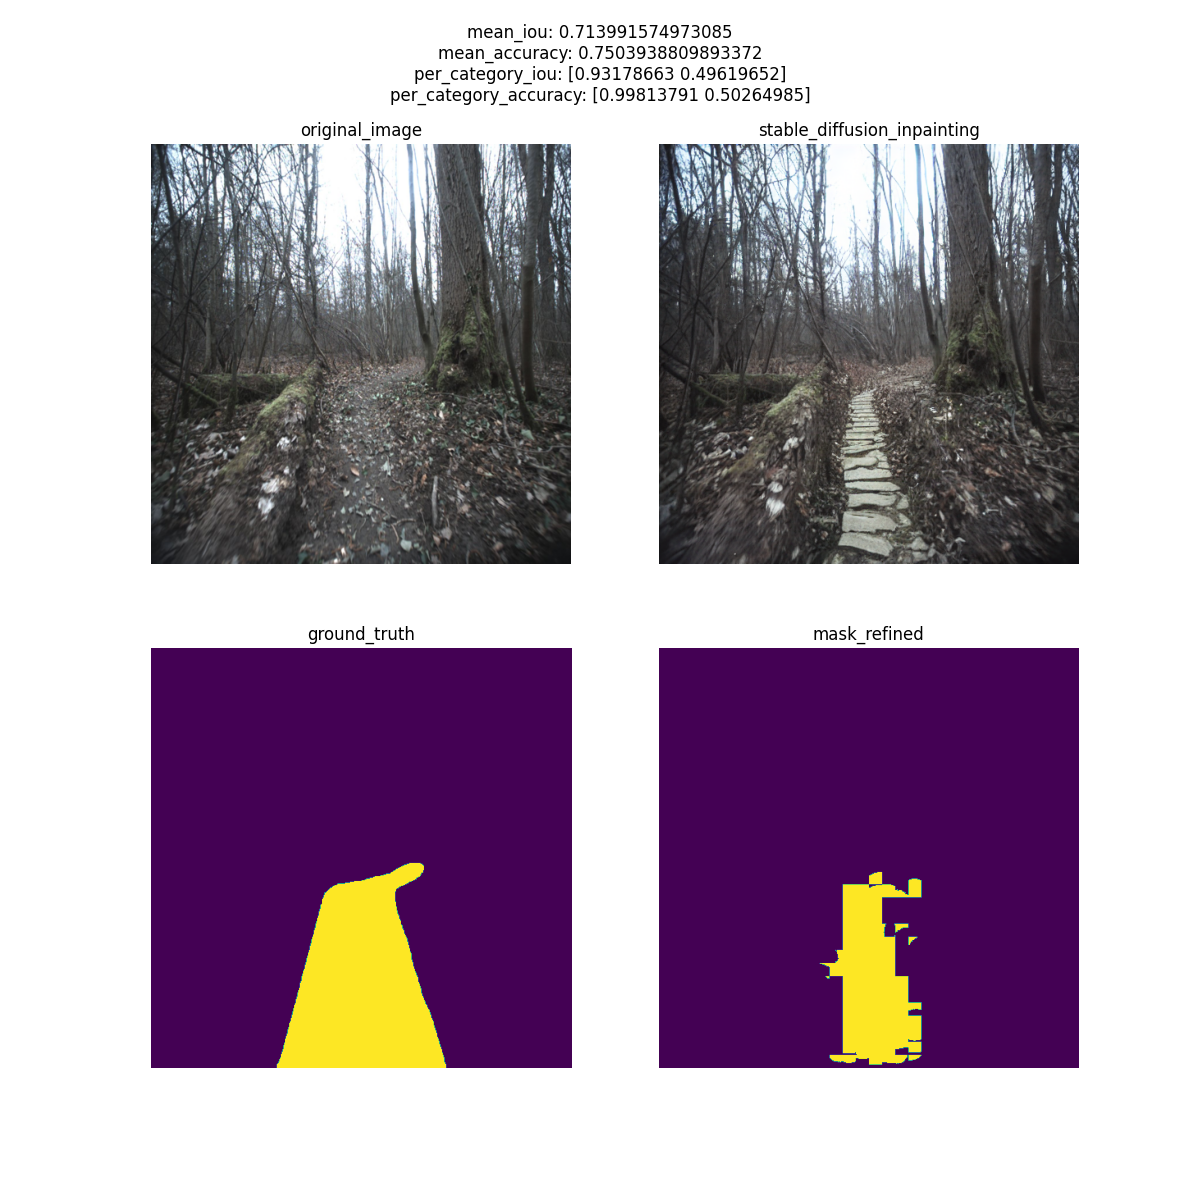 mean_iou: 0.713991574973085
mean_accuracy: 0.7503938809893372
per_category_iou: [0.93178663 0.49619652]
per_category_accuracy: [0.99813791 0.50264985]
original_image
stable_diffusion_inpainting
ground_truth
mask_refined